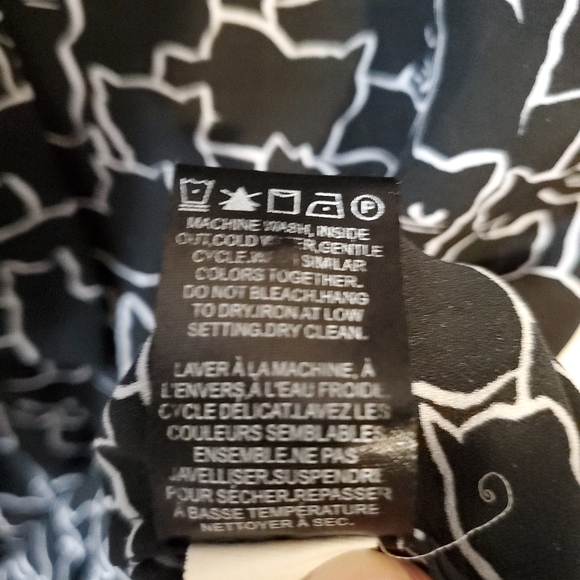 P
MACHINE WASH, INSIDE
OUT.COLD WATER.GENTLE
CYCLE.WASH SIMILAR
COLORS TOGETHER.
DO NOT BLEACH.HANG
TO DRY.IRON AT LOW
SETTING.DRY CLEAN.
LAVER À LA MACHINE, À
L'ENVERS,À L'EAU FROIDE.
CYCLE DÉLICAT.LAVEZ LES
COULEURS SEMBLABLES
ENSEMBLE.NE PAS
JAVELLISER.SUSPENDRE
POUR SÉCHER.REPASSER
À BASSE TEMPÉRATURE
NETTOYER À SEC.